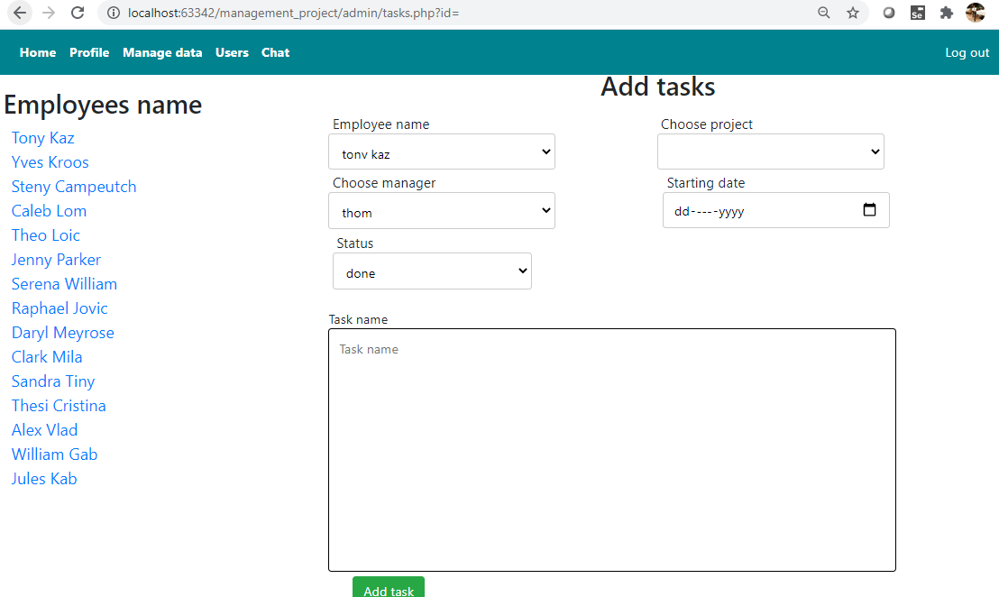 localhost:63342/management_project/admin/tasks.php?id=
Se
Home Profile Manage data Users Chat Log out
Add tasks
Employees name
Tony Kaz
Yves Kroos
Steny Campeutch
Caleb Lom
Theo Loic
Jenny Parker
Serena William
Raphael Jovic
Daryl Meyrose
Clark Mila
Sandra Tiny
Thesi Cristina
Alex Vlad
William Gab
Jules Kab
Employee name Choose project
tony kaz
Choose manager Starting date
thom dd-----yyyy
Status
done
Task name
Task name
Add task